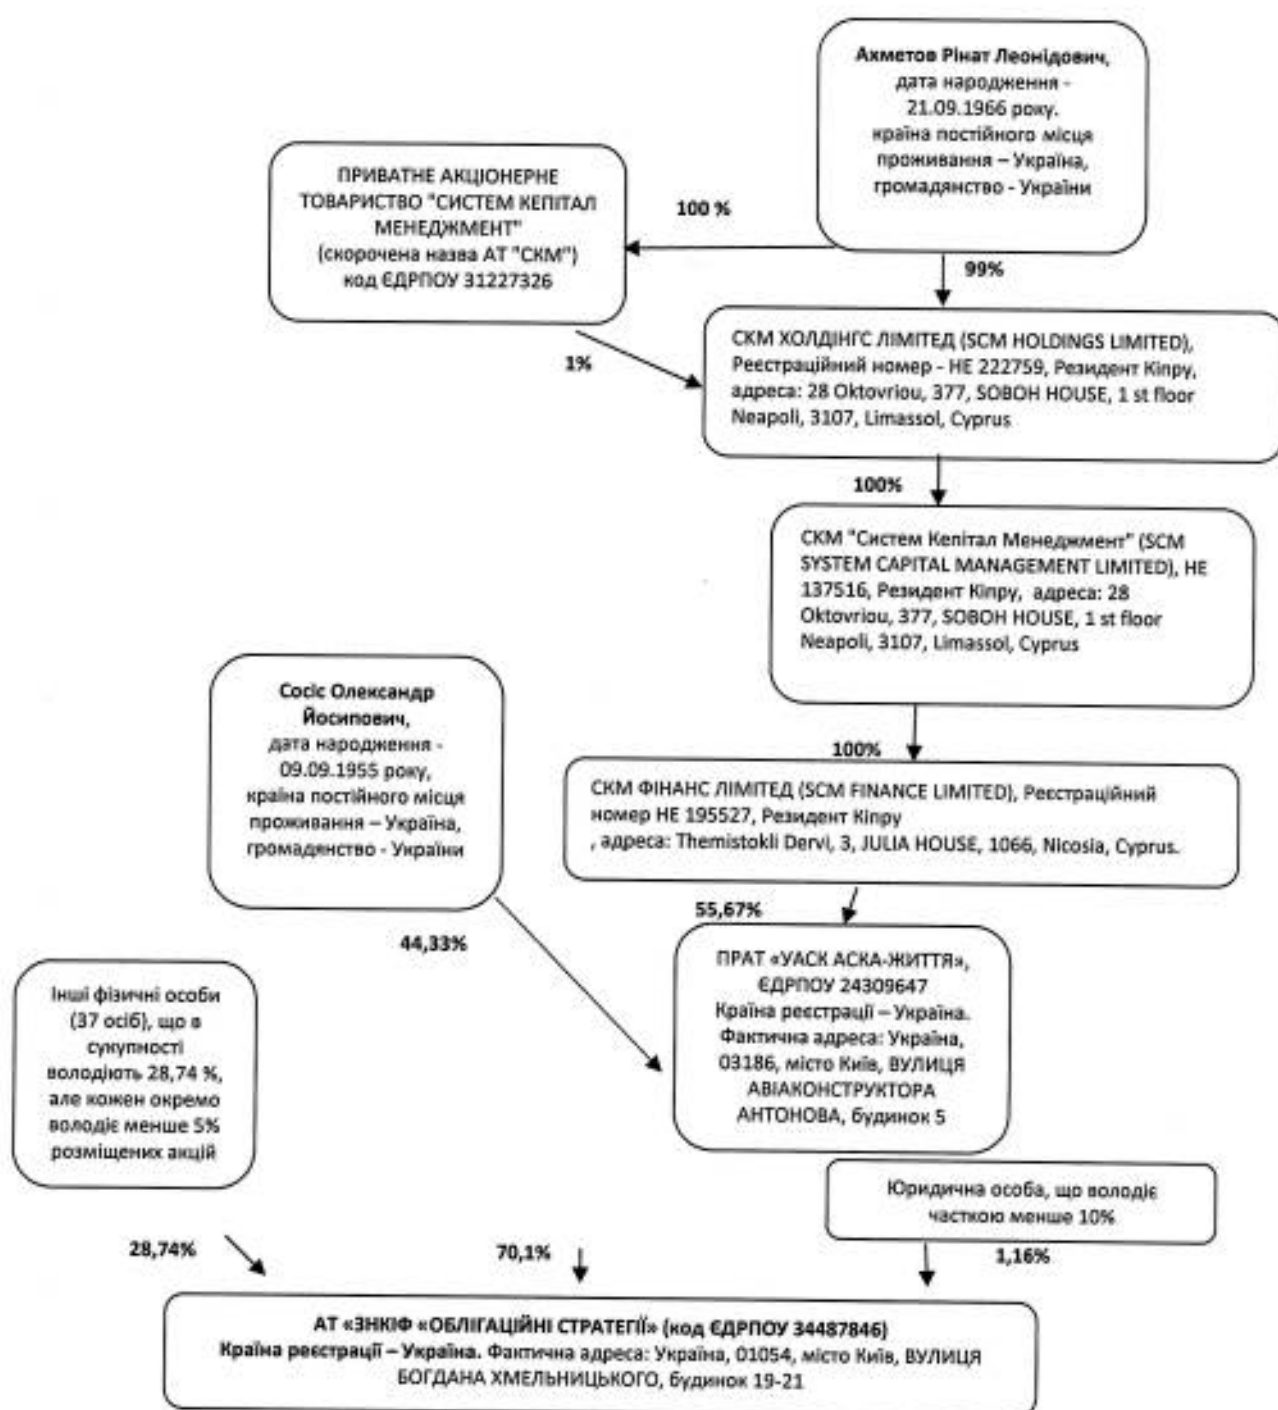 Ахметов Рінат Леонідович,
дата народження -
21.09.1966 року.
країна постійного місця
проживання – Україна,
громадянство - України
ПРИВАТНЕ АКЦІОНЕРНЕ
ТОВАРИСТВО "СИСТЕМ КЕПІТАЛ
МЕНЕДЖМЕНТ"
(скорочена назва АТ "СКМ")
код ЄДРПОУ 31227326
100 %
99%
1%
СКМ ХОЛДІНГС ЛІМІТЕД (SCM HOLDINGS LIMITED),
Реєстраційний номер - HE 222759, Резидент Кіпру,
адреса: 28 Oktovriou, 377, SOBOH HOUSE, 1 st floor
Neapoli, 3107, Limassol, Cyprus
100%
СКМ "Систем Кепітал Менеджмент" (SCM
SYSTEM CAPITAL MANAGEMENT LIMITED), HE
137516, Резидент Кіпру, адреса: 28
Oktovriou, 377, SOBOH HOUSE, 1 st floor
Neapoli, 3107, Limassol, Cyprus
Сосіс Олександр
Йосипович,
дата народження -
09.09.1955 року,
країна постійного місця
проживання – Україна,
громадянство - України
100%
СКМ ФІНАНС ЛІМІТЕД (SCM FINANCE LIMITED), Реєстраційний
номер HE 195527, Резидент Кіпру
, адреса: Themistokli Dervi, 3, JULIA HOUSE, 1066, Nicosia, Cyprus.
55,67%
44,33%
ПРАТ «УАСК АСКА-ЖИТТЯ»,
ЄДРПОУ 24309647
Країна реєстрації – Україна.
Фактична адреса: Україна,
03186, місто Київ, ВУЛИЦЯ
АВІАКОНСТРУКТОРА
АНТОНОВА, будинок 5
Інші фізичні особи
(37 осіб), що в
сукупності
володіють 28,74 %,
але кожен окремо
володіє менше 5%
розміщених акцій
Юридична особа, що володіє
часткою менше 10%
28,74%
70,1%
1,16%
АТ «ЗНКІФ «ОБЛІГАЦІЙНІ СТРАТЕГІЇ» (код ЄДРПОУ 34487846)
Країна реєстрації – Україна. Фактична адреса: Україна, 01054, місто Київ, ВУЛИЦЯ
БОГДАНА ХМЕЛЬНИЦЬКОГО, будинок 19-21